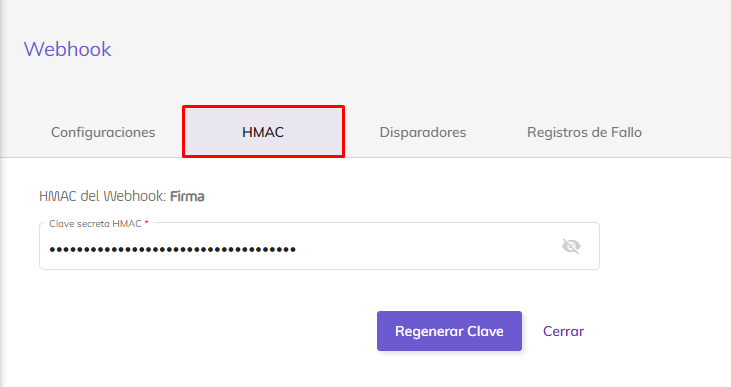 Webhook
Configuraciones HMAC Disparadores Registros de Fallo
HMAC del Webhook: Firma
Clave secreta HMAC *
••••••••••••••••••••••••••••••••••••
Regenerar Clave Cerrar